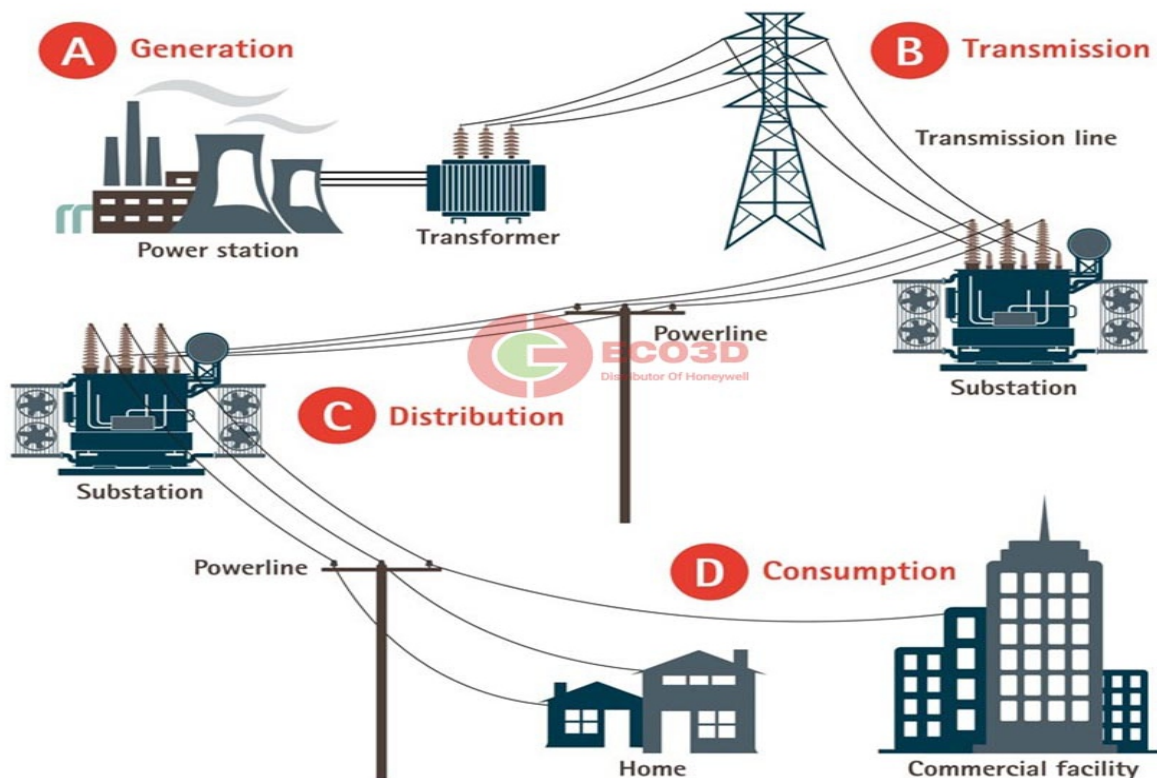 A Generation
B Transmission
Transmission line
Power station
Transformer
Powerline
ECO3D
Distributor Of Honeywell
Substation
C Distribution
Substation
Powerline
D Consumption
Home
Commercial facility